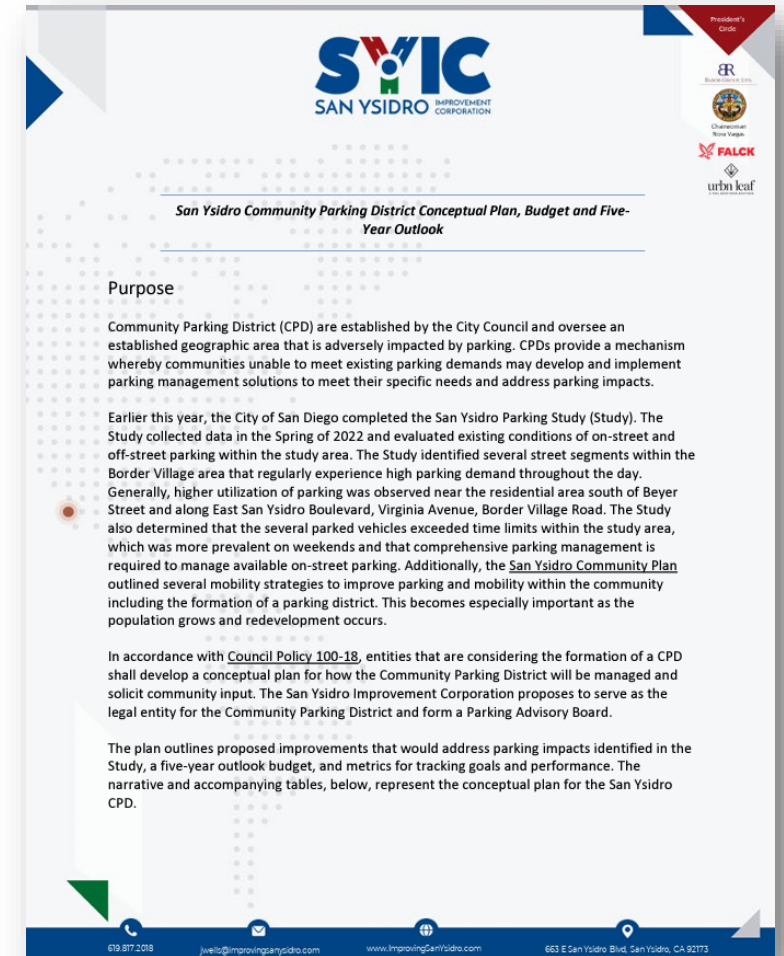 President's
Circle
SYIC
SAN YSIDRO IMPROVEMENT
CORPORATION
BR
Chairwoman
Nora Vargas
FALCK
urbn leaf
San Ysidro Community Parking District Conceptual Plan, Budget and Five-
Year Outlook
Purpose
Community Parking District (CPD) are established by the City Council and oversee an
established geographic area that is adversely impacted by parking. CPDs provide a mechanism
whereby communities unable to meet existing parking demands may develop and implement
parking management solutions to meet their specific needs and address parking impacts.
Earlier this year, the City of San Diego completed the San Ysidro Parking Study (Study). The
Study collected data in the Spring of 2022 and evaluated existing conditions of on-street and
off-street parking within the study area. The Study identified several street segments within the
Border Village area that regularly experience high parking demand throughout the day.
Generally, higher utilization of parking was observed near the residential area south of Beyer
Street and along East San Ysidro Boulevard, Virginia Avenue, Border Village Road. The Study
also determined that the several parked vehicles exceeded time limits within the study area,
which was more prevalent on weekends and that comprehensive parking management is
required to manage available on-street parking. Additionally, the San Ysidro Community Plan
outlined several mobility strategies to improve parking and mobility within the community
including the formation of a parking district. This becomes especially important as the
population grows and redevelopment occurs.
In accordance with Council Policy 100-18, entities that are considering the formation of a CPD
shall develop a conceptual plan for how the Community Parking District will be managed and
solicit community input. The San Ysidro Improvement Corporation proposes to serve as the
legal entity for the Community Parking District and form a Parking Advisory Board.
The plan outlines proposed improvements that would address parking impacts identified in the
Study, a five-year outlook budget, and metrics for tracking goals and performance. The
narrative and accompanying tables, below, represent the conceptual plan for the San Ysidro
CPD.
619.817.2018
jwells@improvingsanysidro.com
www.ImprovingSanYsidro.com
663 E San Ysidro Blvd, San Ysidro, CA 92173